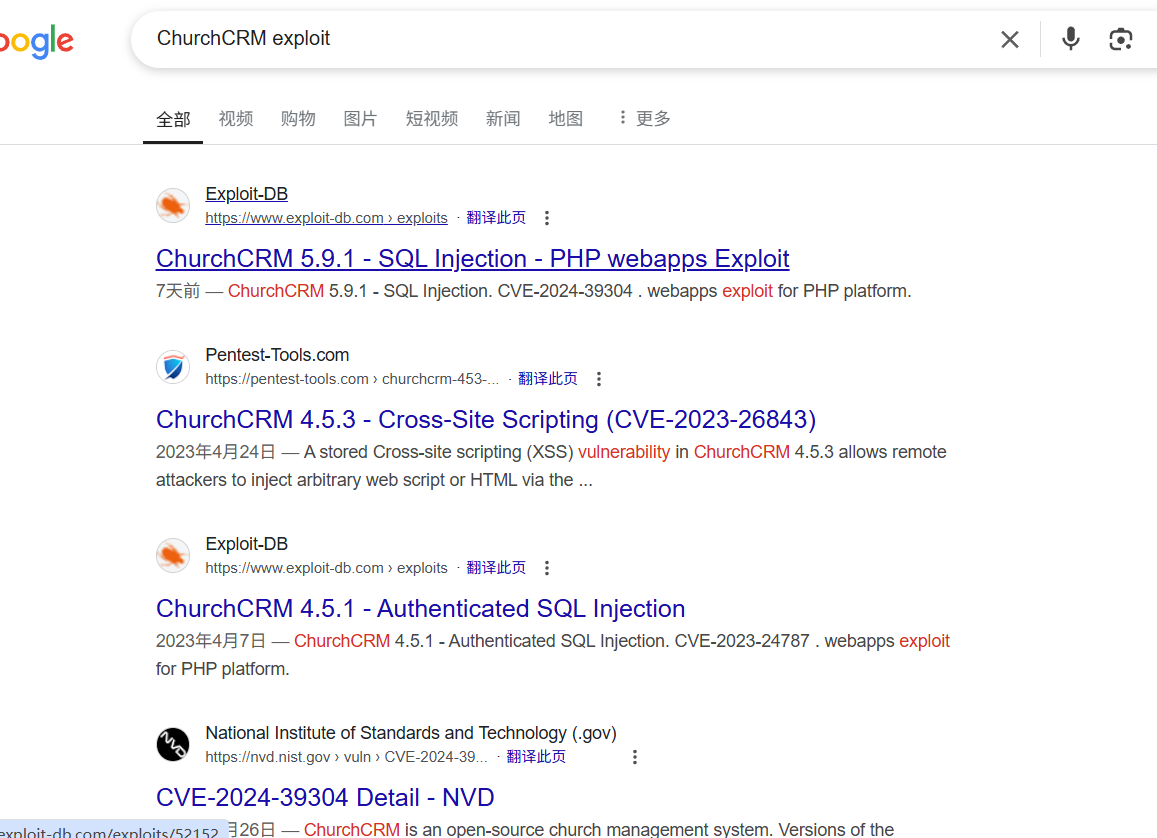 oogle
ChurchCRM exploit
全部 视频 购物 图片 短视频 新闻 地图 更多
Exploit-DB
https://www.exploit-db.com › exploits · 翻译此页
ChurchCRM 5.9.1 - SQL Injection - PHP webapps Exploit
7天前 — ChurchCRM 5.9.1 - SQL Injection. CVE-2024-39304 . webapps exploit for PHP platform.
Pentest-Tools.com
https://pentest-tools.com › churchcrm-453-... · 翻译此页
ChurchCRM 4.5.3 - Cross-Site Scripting (CVE-2023-26843)
2023年4月24日 — A stored Cross-site scripting (XSS) vulnerability in ChurchCRM 4.5.3 allows remote
attackers to inject arbitrary web script or HTML via the ...
Exploit-DB
https://www.exploit-db.com › exploits · 翻译此页
ChurchCRM 4.5.1 - Authenticated SQL Injection
2023年4月7日 — ChurchCRM 4.5.1 - Authenticated SQL Injection. CVE-2023-24787 . webapps exploit
for PHP platform.
NVD
National Institute of Standards and Technology (.gov)
https://nvd.nist.gov › vuln › CVE-2024-39... · 翻译此页
CVE-2024-39304 Detail - NVD
月26日 — ChurchCRM is an open-source church management system. Versions of the
exploit-db.com/exploits/52152